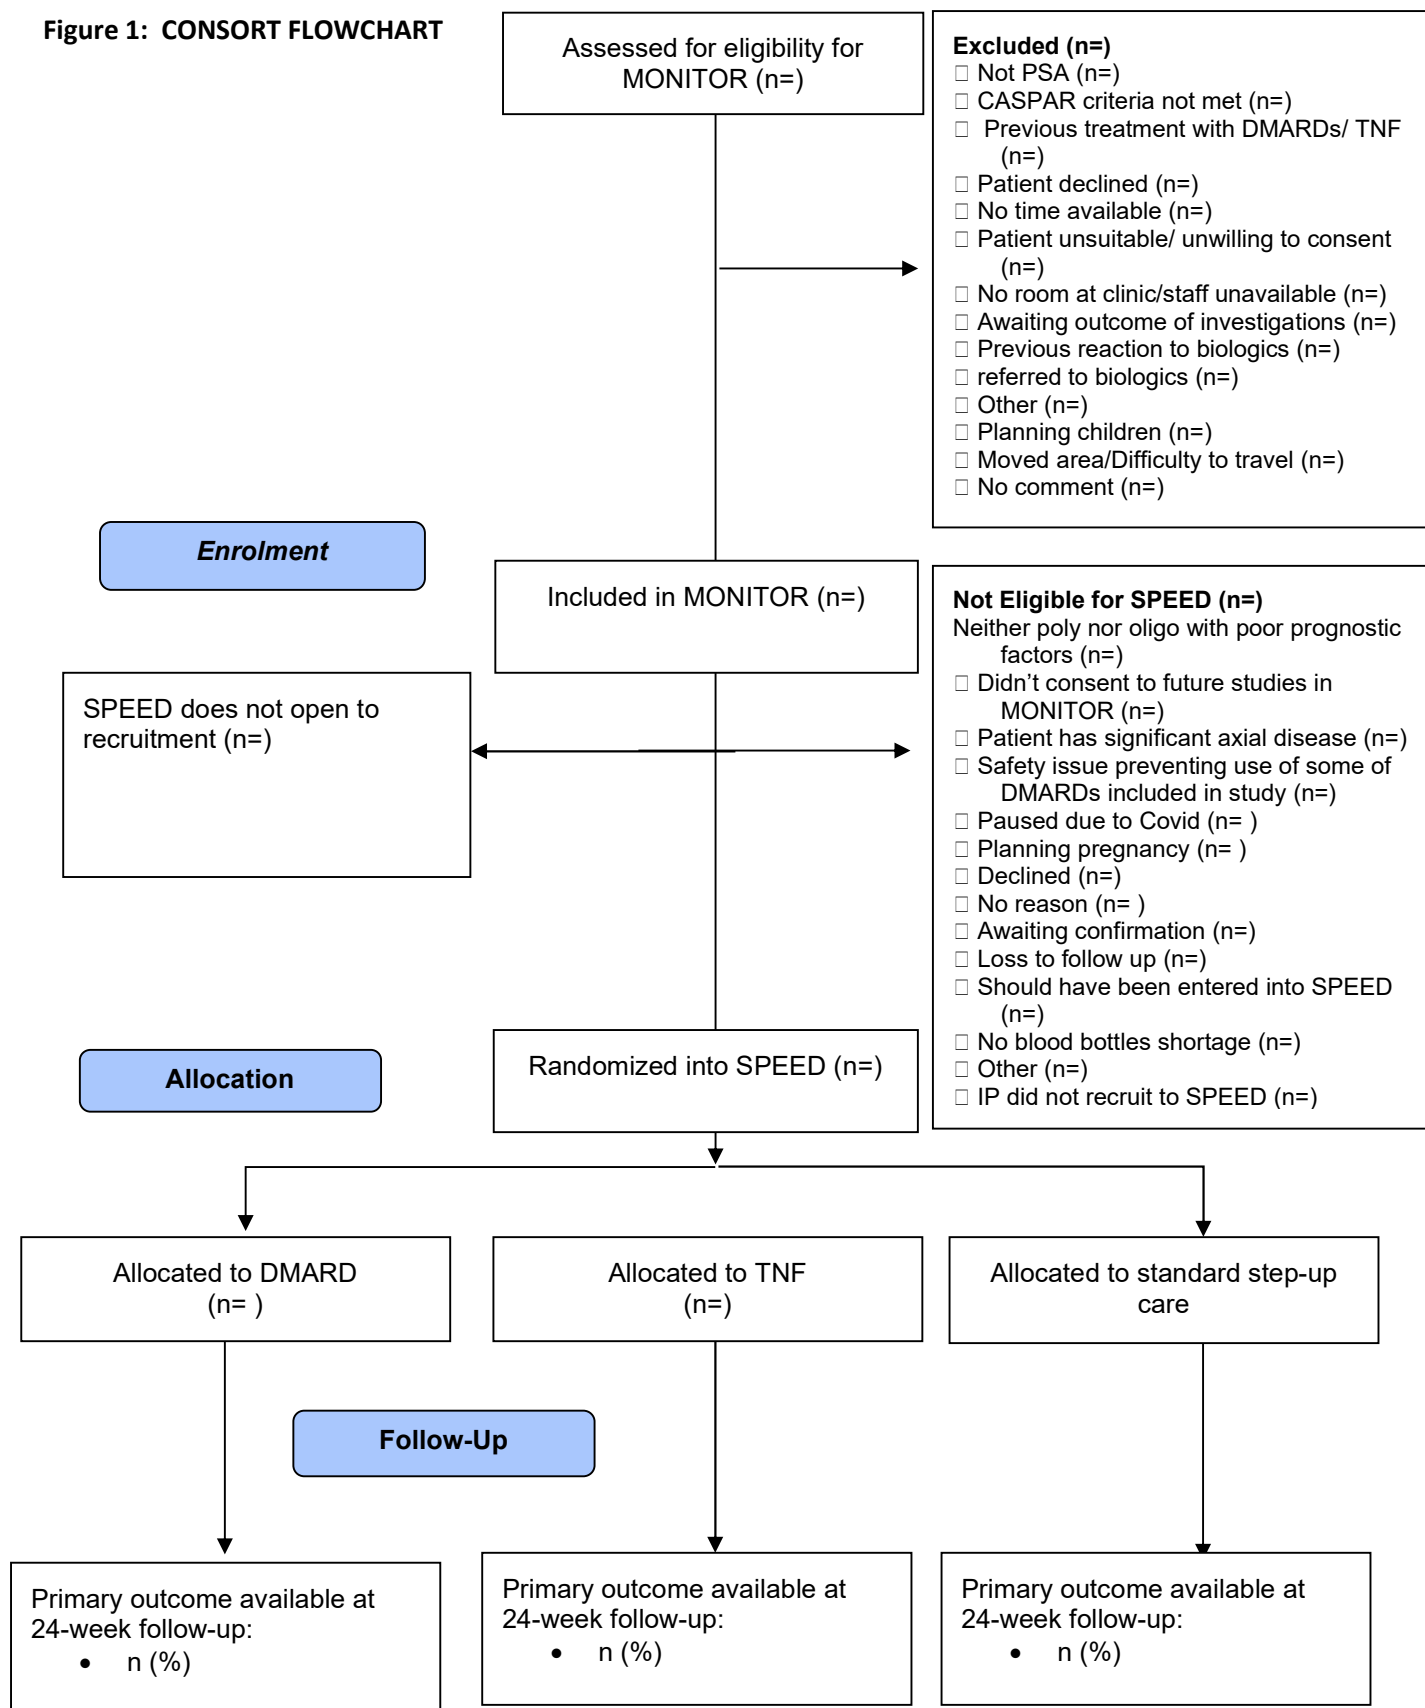 Figure 1: CONSORT FLOWCHART
Assessed for eligibility for
MONITOR (n=)
Excluded (n=)
□ Not PSA (n=)
□ CASPAR criteria not met (n=)
□ Previous treatment with DMARDs/ TNF
(n=)
□ Patient declined (n=)
□ No time available (n=)
□ Patient unsuitable/ unwilling to consent
(n=)
□ No room at clinic/staff unavailable (n=)
□ Awaiting outcome of investigations (n=)
□ Previous reaction to biologics (n=)
□ referred to biologics (n=)
□ Other (n=)
□ Planning children (n=)
□ Moved area/Difficulty to travel (n=)
□ No comment (n=)
Enrolment
Included in MONITOR (n=)
Not Eligible for SPEED (n=)
Neither poly nor oligo with poor prognostic
factors (n=)
□ Didn’t consent to future studies in
MONITOR (n=)
□ Patient has significant axial disease (n=)
□ Safety issue preventing use of some of
DMARDs included in study (n=)
□ Paused due to Covid (n= )
□ Planning pregnancy (n= )
□ Declined (n=)
□ No reason (n= )
□ Awaiting confirmation (n=)
□ Loss to follow up (n=)
□ Should have been entered into SPEED
(n=)
□ No blood bottles shortage (n=)
□ Other (n=)
□ IP did not recruit to SPEED (n=)
SPEED does not open to
recruitment (n=)
Allocation
Randomized into SPEED (n=)
Allocated to DMARD
(n= )
Allocated to TNF
(n=)
Allocated to standard step-up
care
Follow-Up
Primary outcome available at
24-week follow-up:
• n (%)
Primary outcome available at
24-week follow-up:
• n (%)
Primary outcome available at
24-week follow-up:
• n (%)